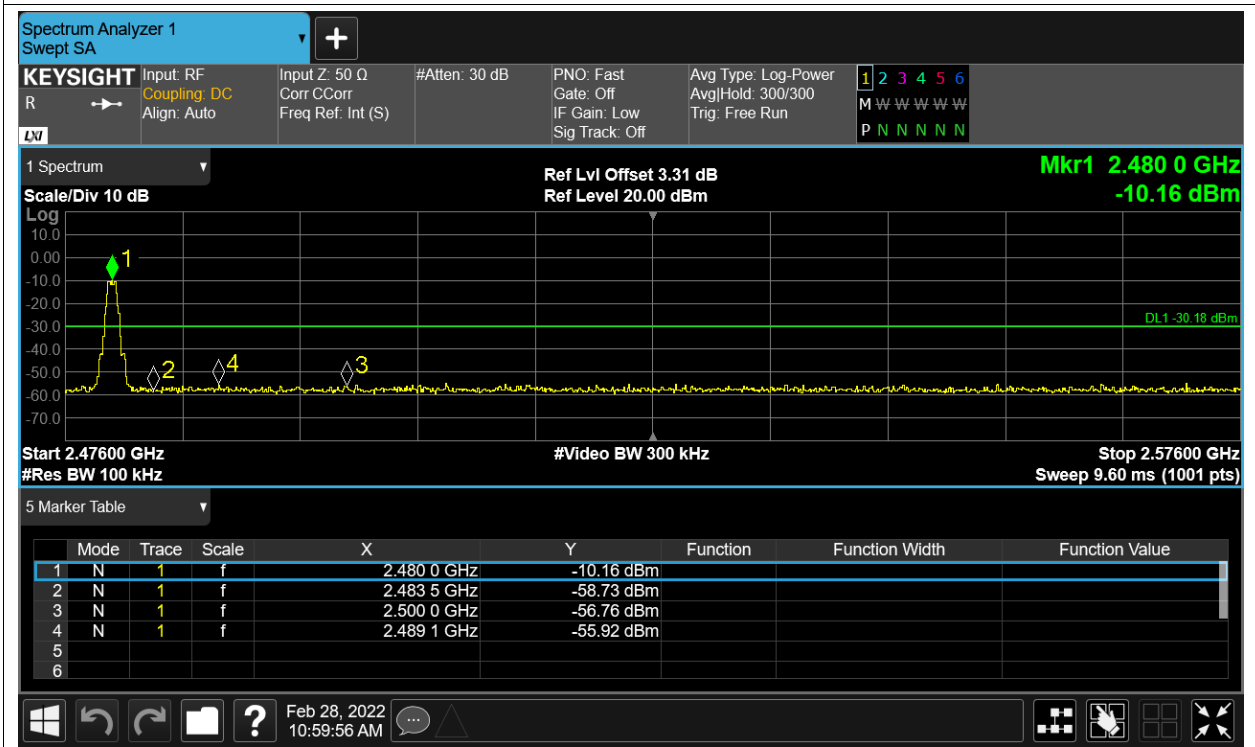 Spectrum Analyzer 1
Swept SA
+
KEYSIGHT Input: RF Input Z: 50 Ω #Atten: 30 dB PNO: Fast Avg Type: Log-Power 1 2 3 4 5 6
R Coupling: DC Corr CCorr Gate: Off Avg|Hold: 300/300 M W W W W W
Align: Auto Freq Ref: Int (S) IF Gain: Low Trig: Free Run
LXI Sig Track: Off P N N N N N
1 Spectrum Ref Lvl Offset 3.31 dB Mkr1 2.480 0 GHz
Scale/Div 10 dB Ref Level 20.00 dBm -10.16 dBm
Log
10.0
0.00 1
-10.0
-20.0
-30.0 DL1 -30.18 dBm
-40.0
-50.0 2 4 3
-60.0
-70.0
Start 2.47600 GHz #Video BW 300 kHz Stop 2.57600 GHz
#Res BW 100 kHz Sweep 9.60 ms (1001 pts)
5 Marker Table
Mode Trace Scale X Y Function Function Width Function Value
1 N 1 f 2.480 0 GHz -10.16 dBm
2 N 1 f 2.483 5 GHz -58.73 dBm
3 N 1 f 2.500 0 GHz -56.76 dBm
4 N 1 f 2.489 1 GHz -55.92 dBm
5
6
? Feb 28, 2022
10:59:56 AM